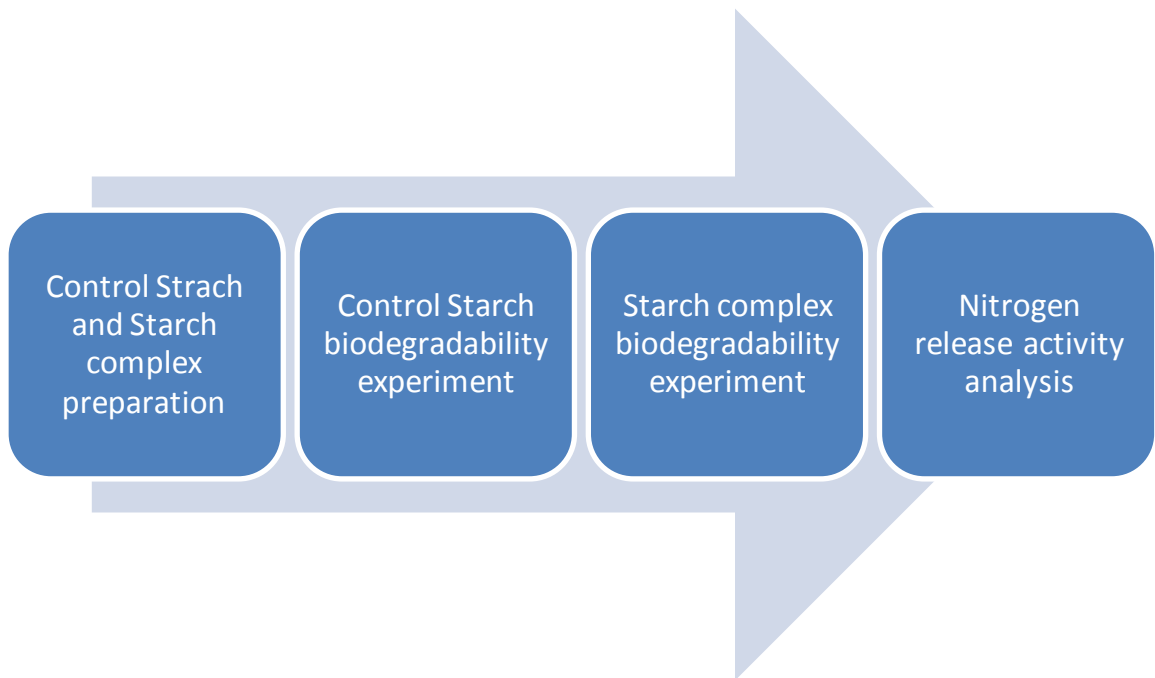 Control Strach
and Starch
complex
preparation
Control Starch
biodegradability
experiment
Starch complex
biodegradability
experiment
Nitrogen
release activity
analysis